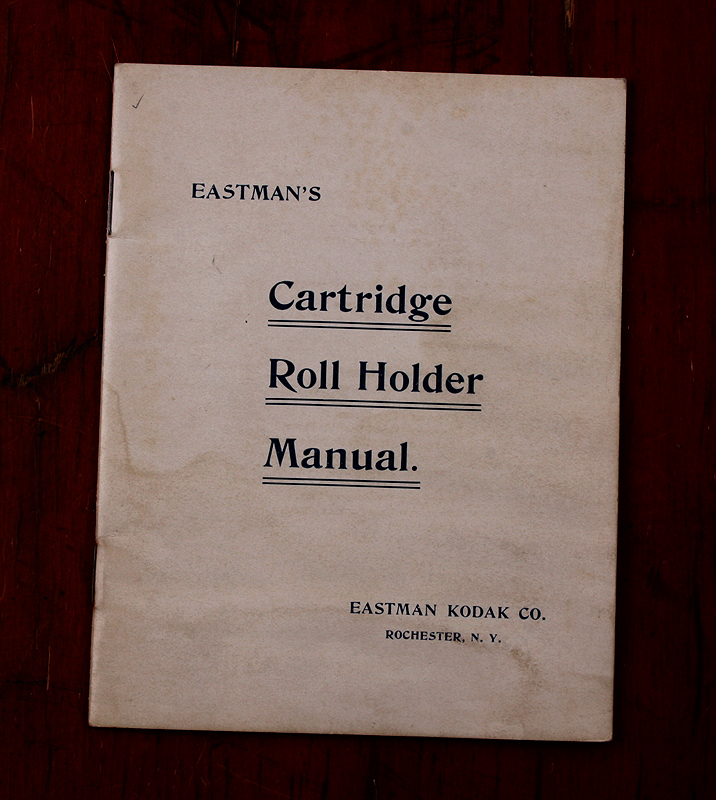 EASTMAN'S
Cartridge
Roll Holder
Manual.
EASTMAN KODAK CO.
ROCHESTER, N. Y.